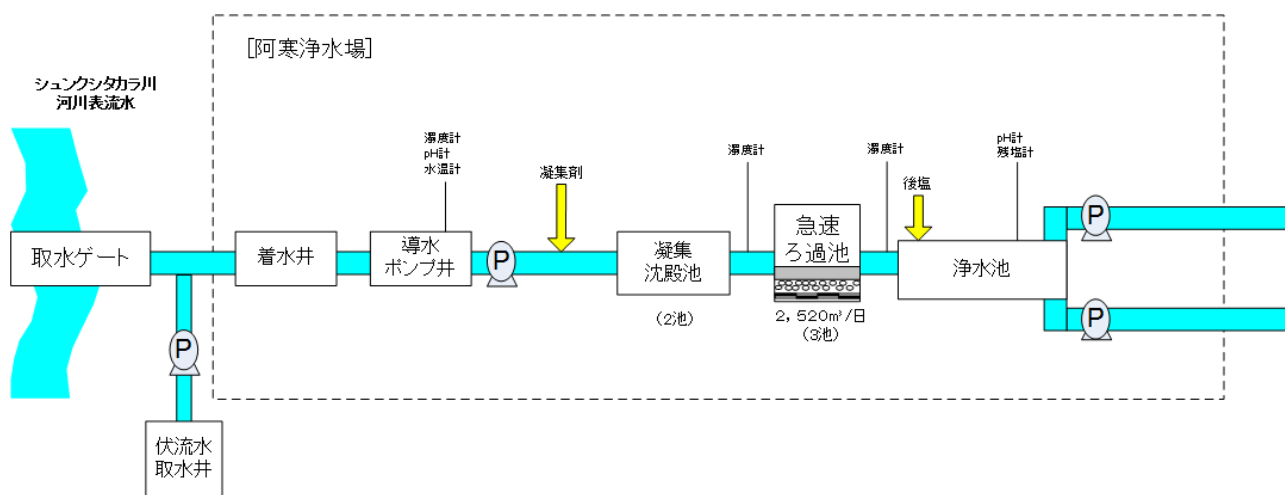 [阿寒浄水場]
シュンクシタカラ川
河川表流水
取水ゲート
着水井
濁度計
pH計
水温計
導水
ポンプ井
P
凝集剤
凝集
沈殿池
(2池)
濁度計
急速
ろ過池
2,520㎥/日
(3池)
濁度計
後塩
pH計
残塩計
浄水池
P
P
P
伏流水
取水井